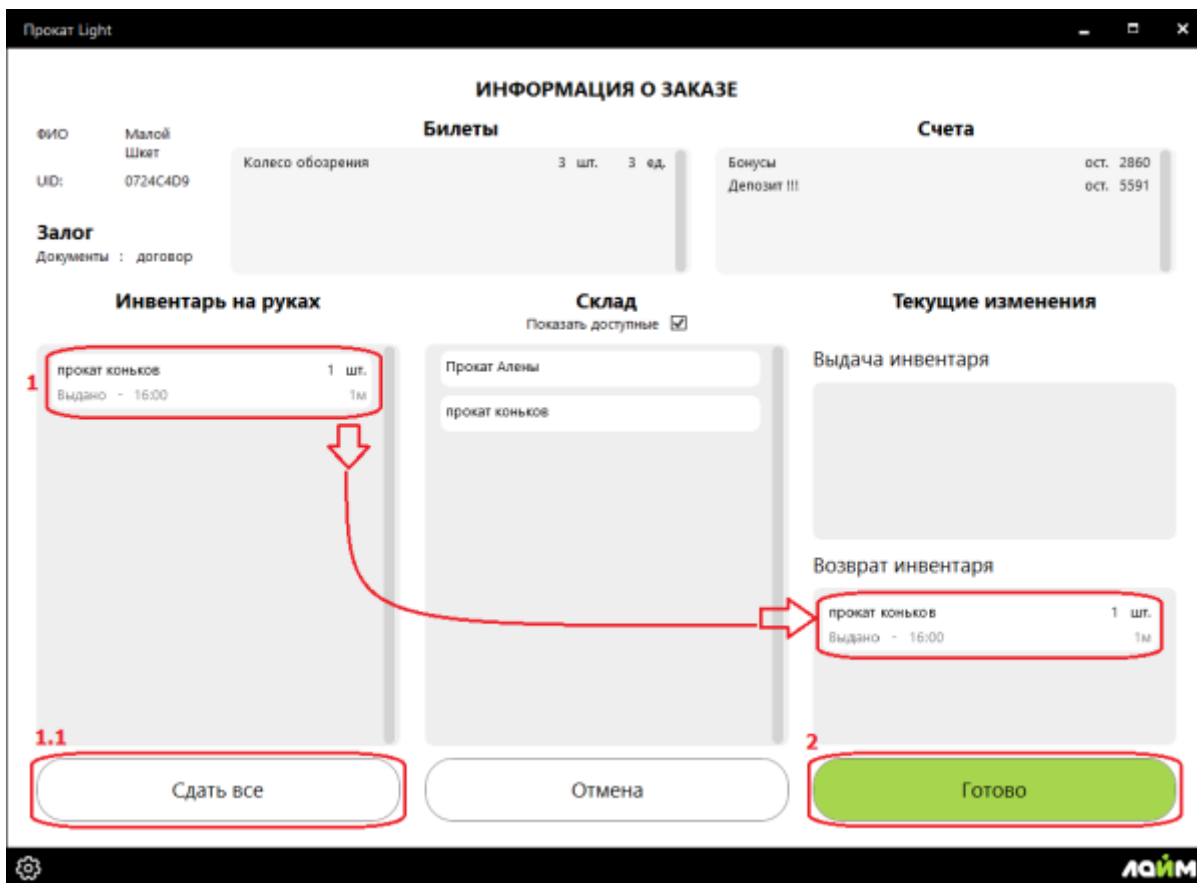 Прокат Light
ИНФОРМАЦИЯ О ЗАКАЗЕ
ФИО Малой
Шкет
UID: 0724C4D9
Залог
Документы : договор
Билеты
Колесо обозрения 3 шт. 3 ед.
Счета
Бонусы ост. 2860
Депозит !!! ост. 5591
Инвентарь на руках
1
прокат коньков 1 шт.
Выдано - 16:00 1м
1.1
Сдать все
Склад
Показать доступные
Прокат Алены
прокат коньков
Отмена
Текущие изменения
Выдача инвентаря
Возврат инвентаря
прокат коньков 1 шт.
Выдано - 16:00 1м
2
Готово
лайм